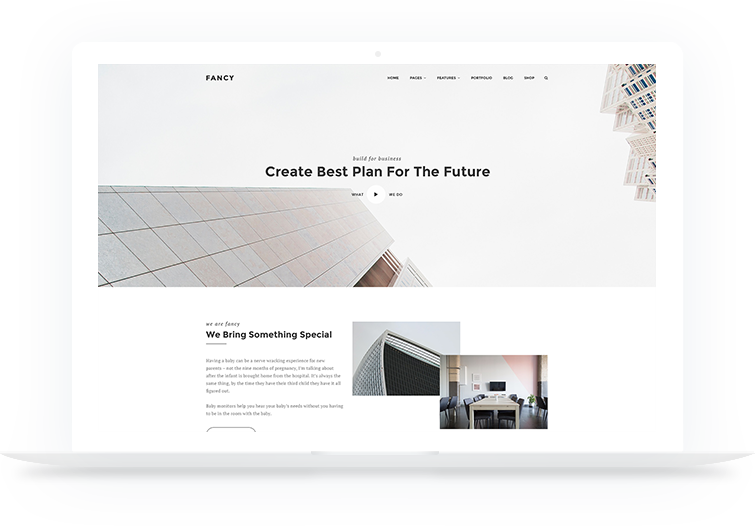 FANCY
HOME PAGES FEATURES PORTFOLIO BLOG SHOP
build for business
Create Best Plan For The Future
WHAT WE DO
we are fancy
We Bring Something Special
Having a baby can be a nerve-wracking experience for new
parents – not the nine months of pregnancy, I'm talking about
after the infant is brought home from the hospital. It's always the
same thing, by the time they have their third child they have it all
figured out.
Baby monitors help you hear your baby's needs without you having
to be in the room with the baby.